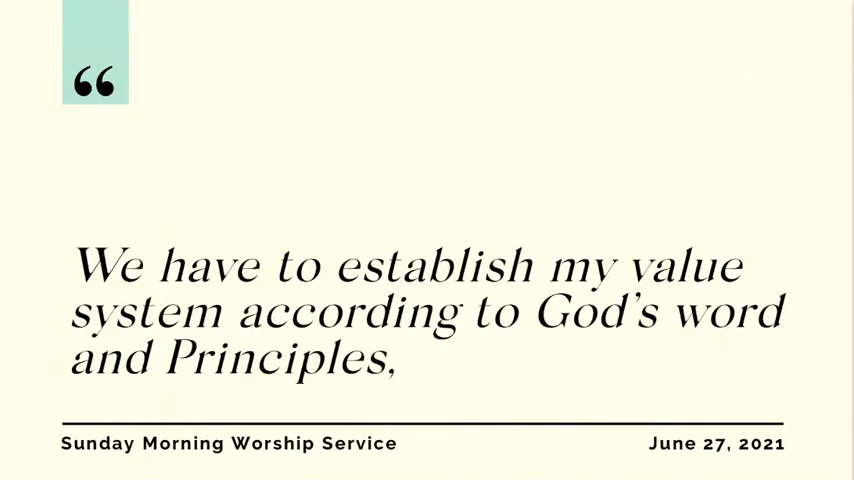 “
We have to establish my value
system according to God’s word
and Principles,
Sunday Morning Worship Service
June 27, 2021